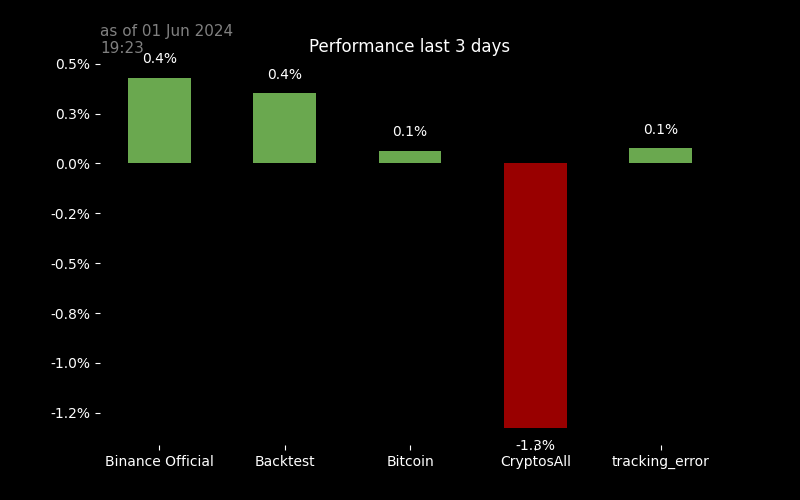 as of 01 Jun 2024
19:23
Performance last 3 days
0.5%
0.3%
0.0%
-0.2%
-0.5%
-0.8%
-1.0%
-1.2%
0.4%
0.4%
0.1%
-1.3%
0.1%
Binance Official
Backtest
Bitcoin
CryptosAll
tracking_error